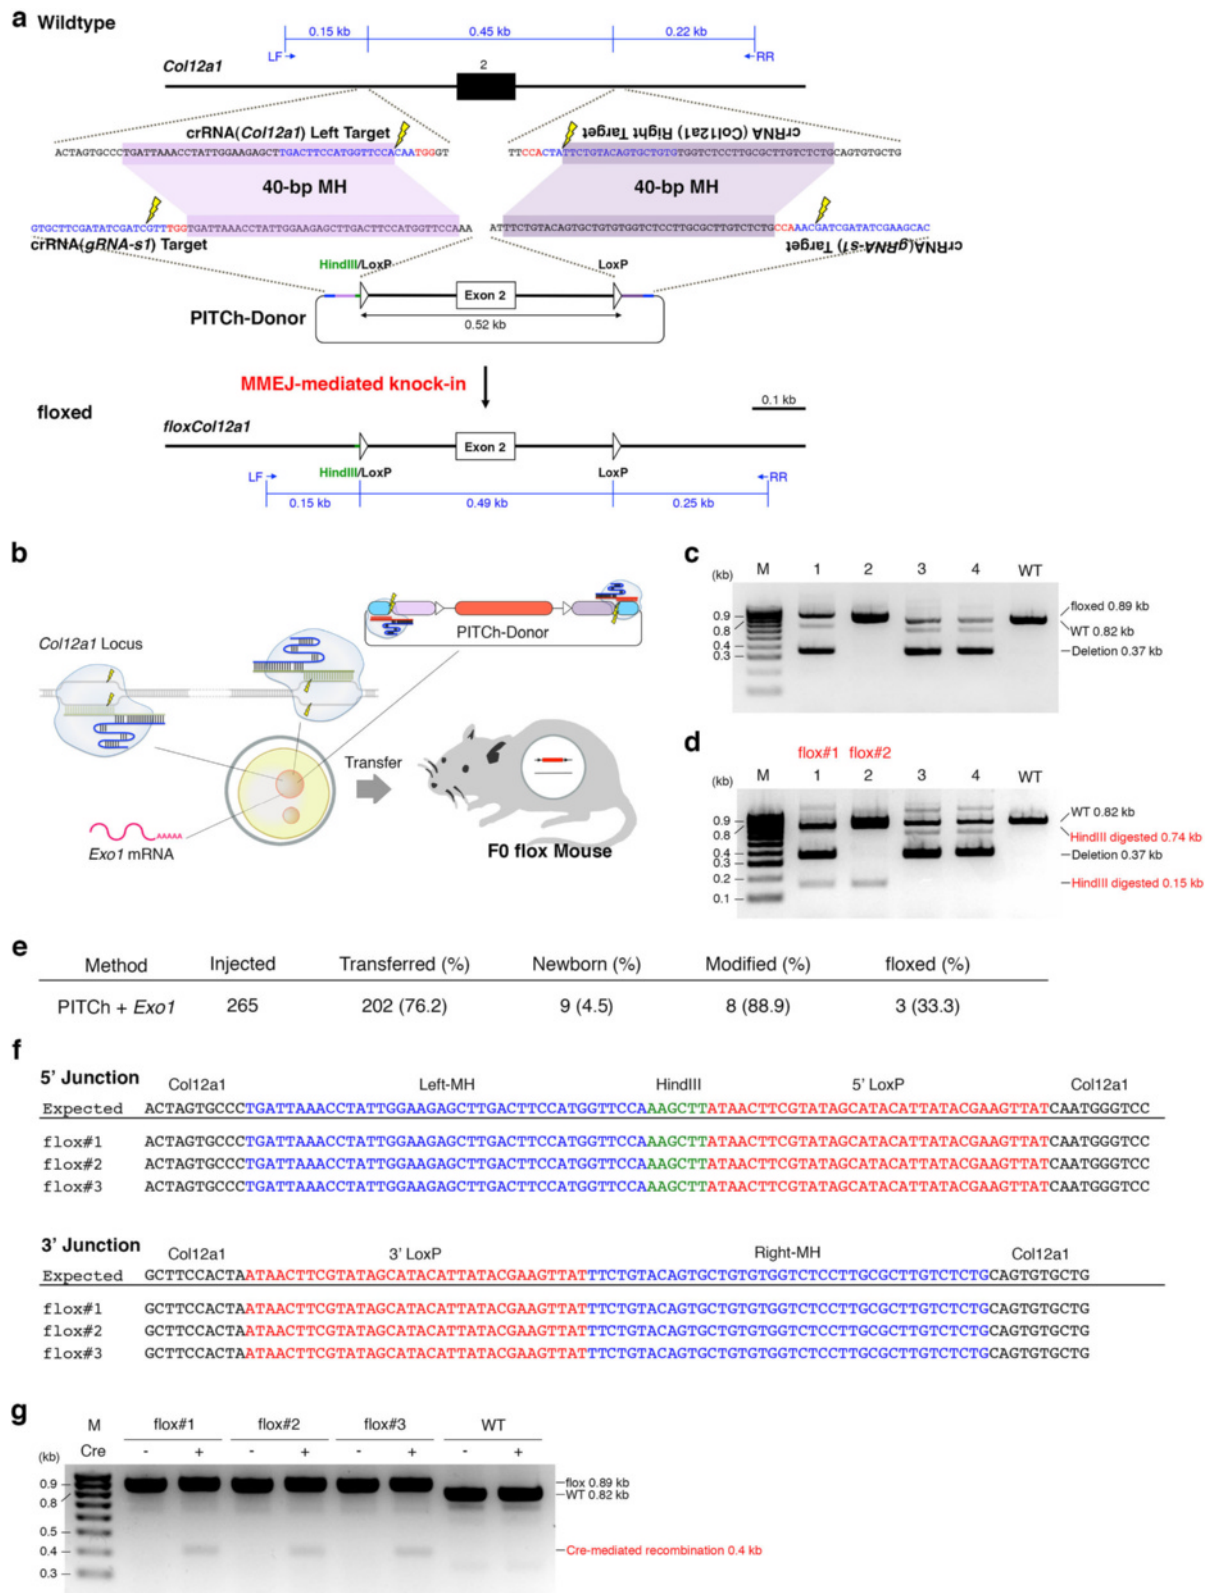 a Wildtype
0.15 kb 0.45 kb 0.22 kb
LF RR
Col12a1 2
crRNA(Col12a1) Left Target crRNA (Col12a1) Right Target
ACTAGTGCCCTGATTAAACCTATTGGAAGAGCTTGACTTCCATGGTTCCACAATGGGT TTCCACTATTCTGTACAGTGCTGTGTGGTCTCCTTGCGCTTGTCTCTGCAGTGTGCTG
40-bp MH 40-bp MH
GTGCTTCGATATCGATCGTTTGGTGATTAAACCTATTGGAAGAGCTTGACTTCCATGGTTCCAAA ATTTCTGTACAGTGCTGTGTGGTCTCCTTGCGCTTGTCTCTGCCAAACGATCGATATCGAAGCAC
crRNA(gRNA-s1) Target crRNA(gRNA-s1) Target
HindIII/LoxP LoxP
Exon 2
PITCh-Donor
0.52 kb
MMEJ-mediated knock-in
floxed
0.1 kb
floxCol12a1
Exon 2
LF HindIII/LoxP LoxP RR
0.15 kb 0.49 kb 0.25 kb
b
PITCh-Donor
Col12a1 Locus
Transfer
Exo1 mRNA
AAAAA
F0 flox Mouse
c
(kb) M 1 2 3 4 WT
floxed 0.89 kb
0.9
WT 0.82 kb
0.8
0.4
Deletion 0.37 kb
0.3
d
flox#1 flox#2
(kb) M 1 2 3 4 WT
WT 0.82 kb
0.9
HindIII digested 0.74 kb
0.8
0.4
Deletion 0.37 kb
0.3
0.2
HindIII digested 0.15 kb
0.1
e
Method Injected Transferred (%) Newborn (%) Modified (%) floxed (%)
PITCh + Exo1 265 202 (76.2) 9 (4.5) 8 (88.9) 3 (33.3)
f
5' Junction
Col12a1 Left-MH HindIII 5' LoxP Col12a1
Expected ACTAGTGCCCTGATTAAACCTATTGGAAGAGCTTGACTTCCATGGTTCCAAAGCTTATAACTTCGTATAGCATACATTATACGAAGTTATCAATGGGTCC
flox#1 ACTAGTGCCCTGATTAAACCTATTGGAAGAGCTTGACTTCCATGGTTCCAAAGCTTATAACTTCGTATAGCATACATTATACGAAGTTATCAATGGGTCC
flox#2 ACTAGTGCCCTGATTAAACCTATTGGAAGAGCTTGACTTCCATGGTTCCAAAGCTTATAACTTCGTATAGCATACATTATACGAAGTTATCAATGGGTCC
flox#3 ACTAGTGCCCTGATTAAACCTATTGGAAGAGCTTGACTTCCATGGTTCCAAAGCTTATAACTTCGTATAGCATACATTATACGAAGTTATCAATGGGTCC
3' Junction
Col12a1 3' LoxP Right-MH Col12a1
Expected GCTTCCACTAATAACTTCGTATAGCATACATTATACGAAGTTATTTCTGTACAGTGCTGTGTGGTCTCCTTGCGCTTGTCTCTGCAGTGTGCTG
flox#1 GCTTCCACTAATAACTTCGTATAGCATACATTATACGAAGTTATTTCTGTACAGTGCTGTGTGGTCTCCTTGCGCTTGTCTCTGCAGTGTGCTG
flox#2 GCTTCCACTAATAACTTCGTATAGCATACATTATACGAAGTTATTTCTGTACAGTGCTGTGTGGTCTCCTTGCGCTTGTCTCTGCAGTGTGCTG
flox#3 GCTTCCACTAATAACTTCGTATAGCATACATTATACGAAGTTATTTCTGTACAGTGCTGTGTGGTCTCCTTGCGCTTGTCTCTGCAGTGTGCTG
g
M flox#1 flox#2 flox#3 WT
(kb) Cre - + - + - + - +
0.9
flox 0.89 kb
WT 0.82 kb
0.8
0.5
0.4
Cre-mediated recombination 0.4 kb
0.3